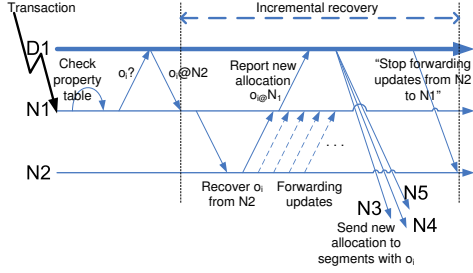 Transaction
Incremental recovery
D1
Check
property
table
oi?
oi@N2
Report new
allocation
oi@N1
"Stop forwarding
updates from N2
to N1"
N1
. . .
N2
Recover oi
from N2
Forwarding
updates
N3
N5
N4
Send new
allocation to
segments with oi